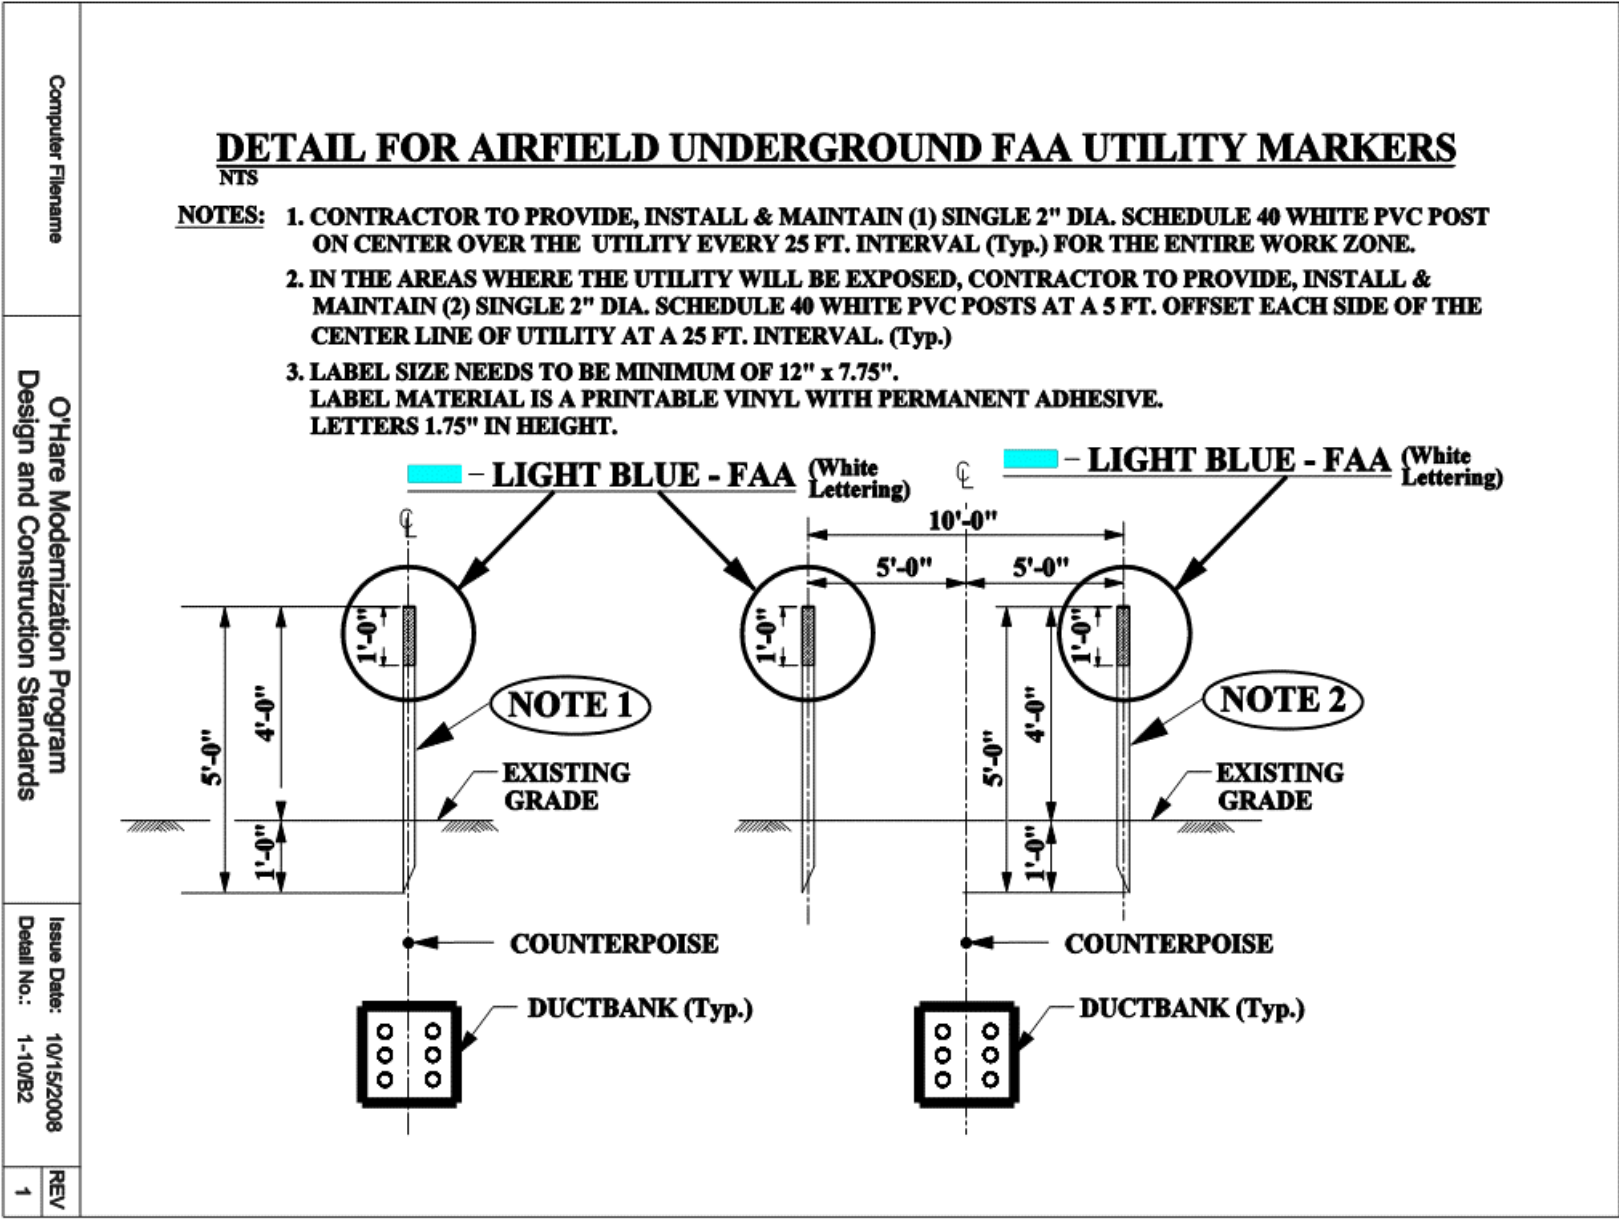 Computer Filename
O'Hare Modernization Program
Design and Construction Standards
Issue Date: 10/15/2008
Detail No.: 1-10/B2
REV
1
DETAIL FOR AIRFIELD UNDERGROUND FAA UTILITY MARKERS
NTS
NOTES: 1. CONTRACTOR TO PROVIDE, INSTALL & MAINTAIN (1) SINGLE 2" DIA. SCHEDULE 40 WHITE PVC POST
ON CENTER OVER THE UTILITY EVERY 25 FT. INTERVAL (Typ.) FOR THE ENTIRE WORK ZONE.
2. IN THE AREAS WHERE THE UTILITY WILL BE EXPOSED, CONTRACTOR TO PROVIDE, INSTALL &
MAINTAIN (2) SINGLE 2" DIA. SCHEDULE 40 WHITE PVC POSTS AT A 5 FT. OFFSET EACH SIDE OF THE
CENTER LINE OF UTILITY AT A 25 FT. INTERVAL. (Typ.)
3. LABEL SIZE NEEDS TO BE MINIMUM OF 12" x 7.75".
LABEL MATERIAL IS A PRINTABLE VINYL WITH PERMANENT ADHESIVE.
LETTERS 1.75" IN HEIGHT.
– LIGHT BLUE - FAA (White
Lettering)
℄
1'-0"
5'-0"
4'-0"
1'-0"
NOTE 1
EXISTING
GRADE
COUNTERPOISE
DUCTBANK (Typ.)
– LIGHT BLUE - FAA (White
Lettering)
℄
10'-0"
5'-0" 5'-0"
1'-0"
1'-0"
5'-0"
4'-0"
1'-0"
NOTE 2
EXISTING
GRADE
COUNTERPOISE
DUCTBANK (Typ.)